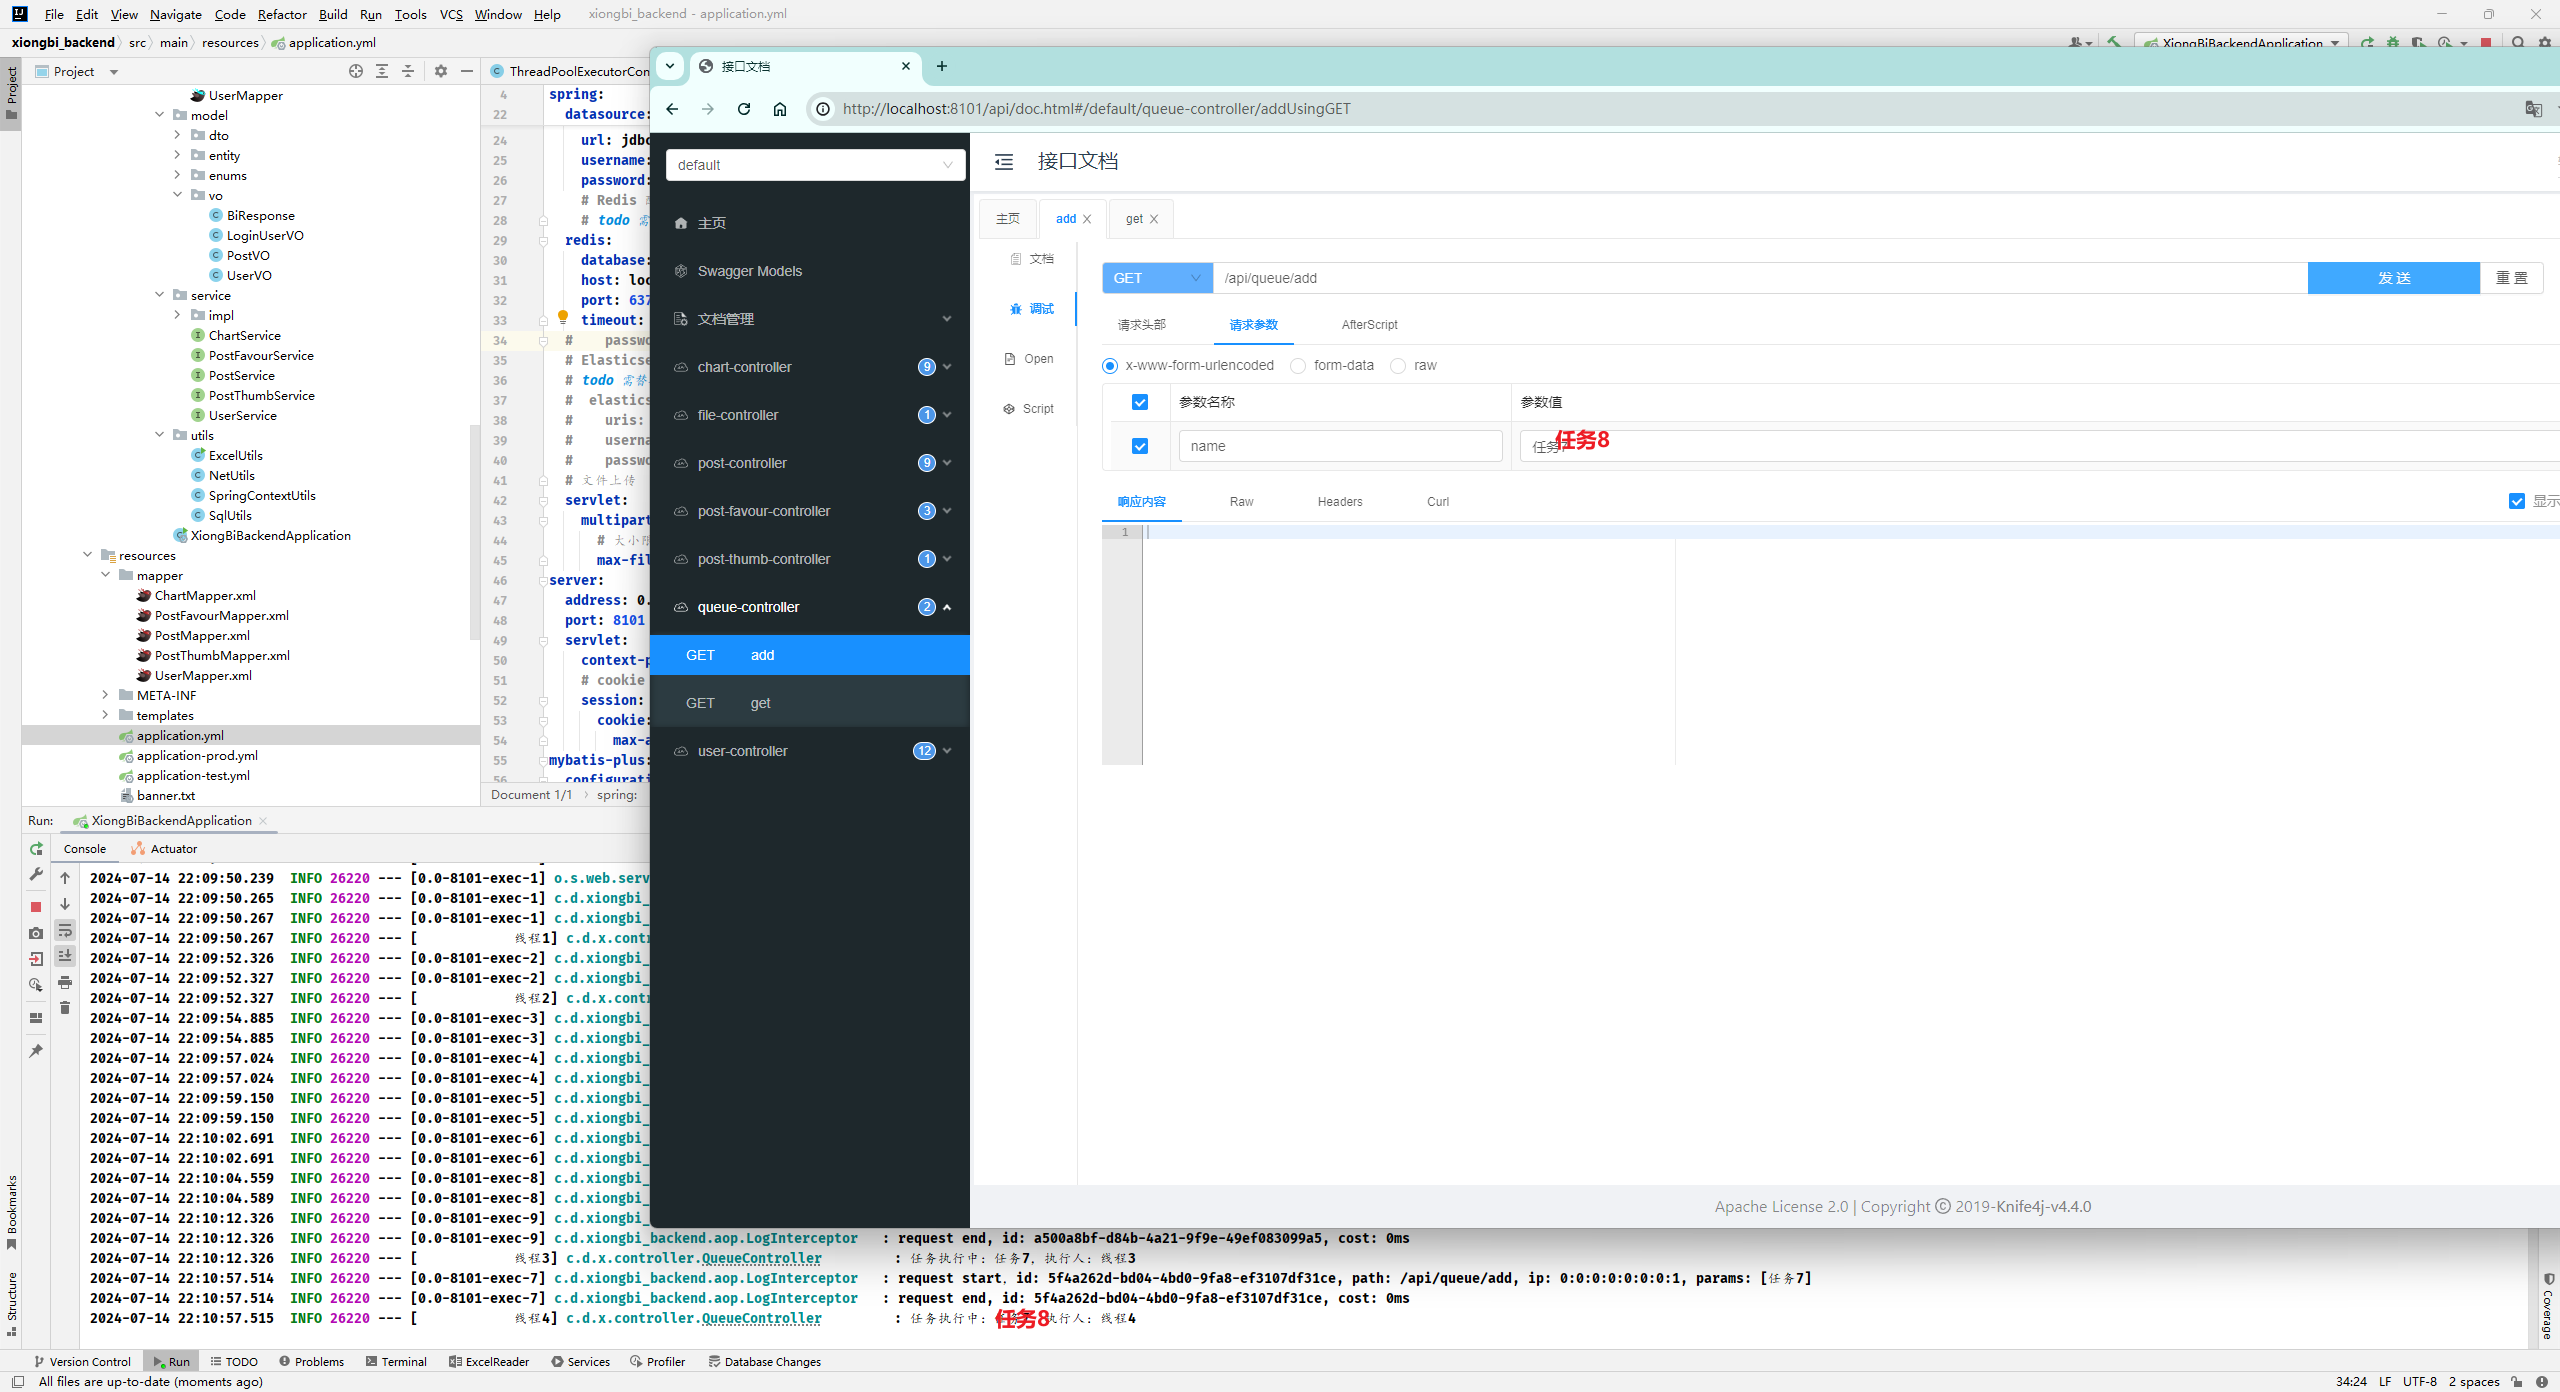 File Edit View Navigate Code Refactor Build Run Tools VCS Window Help xiongbi_backend - application.yml
xiongbi_backend src main resources application.yml
XiongBiBackendApplication
Project
Project
UserMapper
model
dto
entity
enums
vo
BiResponse
LoginUserVO
PostVO
UserVO
service
impl
ChartService
PostFavourService
PostService
PostThumbService
UserService
utils
ExcelUtils
NetUtils
SpringContextUtils
SqlUtils
XiongBiBackendApplication
resources
mapper
ChartMapper.xml
PostFavourMapper.xml
PostMapper.xml
PostThumbMapper.xml
UserMapper.xml
META-INF
templates
application.yml
application-prod.yml
application-test.yml
banner.txt
ThreadPoolExecutorCon
4 spring:
22 datasource:
24 url: jdbc
25 username:
26 password:
27 # Redis
28 # todo 需
29 redis:
30 database:
31 host: loc
32 port: 637
33 timeout:
34 # passwo
35 # Elasticse
36 # todo 需替
37 # elastics
38 # uris:
39 # userna
40 # passwo
41 # 文件上传
42 servlet:
43 multipart
44 # 大小限
45 max-fil
46 server:
47 address: 0.
48 port: 8101
49 servlet:
50 context-p
51 # cookie
52 session:
53 cookie:
54 max-a
55 mybatis-plus:
56 configurati
Document 1/1 spring:
接口文档
http://localhost:8101/api/doc.html#/default/queue-controller/addUsingGET
default
主页
Swagger Models
文档管理
chart-controller 9
file-controller 1
post-controller 9
post-favour-controller 3
post-thumb-controller 1
queue-controller 2
GET add
GET get
user-controller 12
接口文档
主页 add get
文档
调试
Open
Script
GET /api/queue/add 发 送 重 置
请求头部 请求参数 AfterScript
x-www-form-urlencoded form-data raw
参数名称 参数值
name 任务
任务8
响应内容 Raw Headers Curl 显示
1
Apache License 2.0 | Copyright © 2019-Knife4j-v4.4.0
Run: XiongBiBackendApplication
Console Actuator
2024-07-14 22:09:50.239 INFO 26220 --- [0.0-8101-exec-1] o.s.web.serv
2024-07-14 22:09:50.265 INFO 26220 --- [0.0-8101-exec-1] c.d.xiongbi_
2024-07-14 22:09:50.267 INFO 26220 --- [0.0-8101-exec-1] c.d.xiongbi_
2024-07-14 22:09:50.267 INFO 26220 --- [ 线程1] c.d.x.contr
2024-07-14 22:09:52.326 INFO 26220 --- [0.0-8101-exec-2] c.d.xiongbi_
2024-07-14 22:09:52.327 INFO 26220 --- [0.0-8101-exec-2] c.d.xiongbi_
2024-07-14 22:09:52.327 INFO 26220 --- [ 线程2] c.d.x.contr
2024-07-14 22:09:54.885 INFO 26220 --- [0.0-8101-exec-3] c.d.xiongbi_
2024-07-14 22:09:54.885 INFO 26220 --- [0.0-8101-exec-3] c.d.xiongbi_
2024-07-14 22:09:57.024 INFO 26220 --- [0.0-8101-exec-4] c.d.xiongbi_
2024-07-14 22:09:57.024 INFO 26220 --- [0.0-8101-exec-4] c.d.xiongbi_
2024-07-14 22:09:59.150 INFO 26220 --- [0.0-8101-exec-5] c.d.xiongbi_
2024-07-14 22:09:59.150 INFO 26220 --- [0.0-8101-exec-5] c.d.xiongbi_
2024-07-14 22:10:02.691 INFO 26220 --- [0.0-8101-exec-6] c.d.xiongbi_
2024-07-14 22:10:02.691 INFO 26220 --- [0.0-8101-exec-6] c.d.xiongbi_
2024-07-14 22:10:04.559 INFO 26220 --- [0.0-8101-exec-8] c.d.xiongbi_
2024-07-14 22:10:04.589 INFO 26220 --- [0.0-8101-exec-8] c.d.xiongbi_
2024-07-14 22:10:12.326 INFO 26220 --- [0.0-8101-exec-9] c.d.xiongbi_
2024-07-14 22:10:12.326 INFO 26220 --- [0.0-8101-exec-9] c.d.xiongbi_backend.aop.LogInterceptor : request end, id: a500a8bf-d84b-4a21-9f9e-49ef083099a5, cost: 0ms
2024-07-14 22:10:12.326 INFO 26220 --- [ 线程3] c.d.x.controller.QueueController : 任务执行中：任务7，执行人：线程3
2024-07-14 22:10:57.514 INFO 26220 --- [0.0-8101-exec-7] c.d.xiongbi_backend.aop.LogInterceptor : request start，id: 5f4a262d-bd04-4bd0-9fa8-ef3107df31ce, path: /api/queue/add, ip: 0:0:0:0:0:0:0:1, params: [任务7]
2024-07-14 22:10:57.514 INFO 26220 --- [0.0-8101-exec-7] c.d.xiongbi_backend.aop.LogInterceptor : request end, id: 5f4a262d-bd04-4bd0-9fa8-ef3107df31ce, cost: 0ms
2024-07-14 22:10:57.515 INFO 26220 --- [ 线程4] c.d.x.controller.QueueController : 任务执行中：任务8 执行人：线程4
Bookmarks
Structure
Coverage
Version Control Run TODO Problems Terminal ExcelReader Services Profiler Database Changes
All files are up-to-date (moments ago) 34:24 LF UTF-8 2 spaces